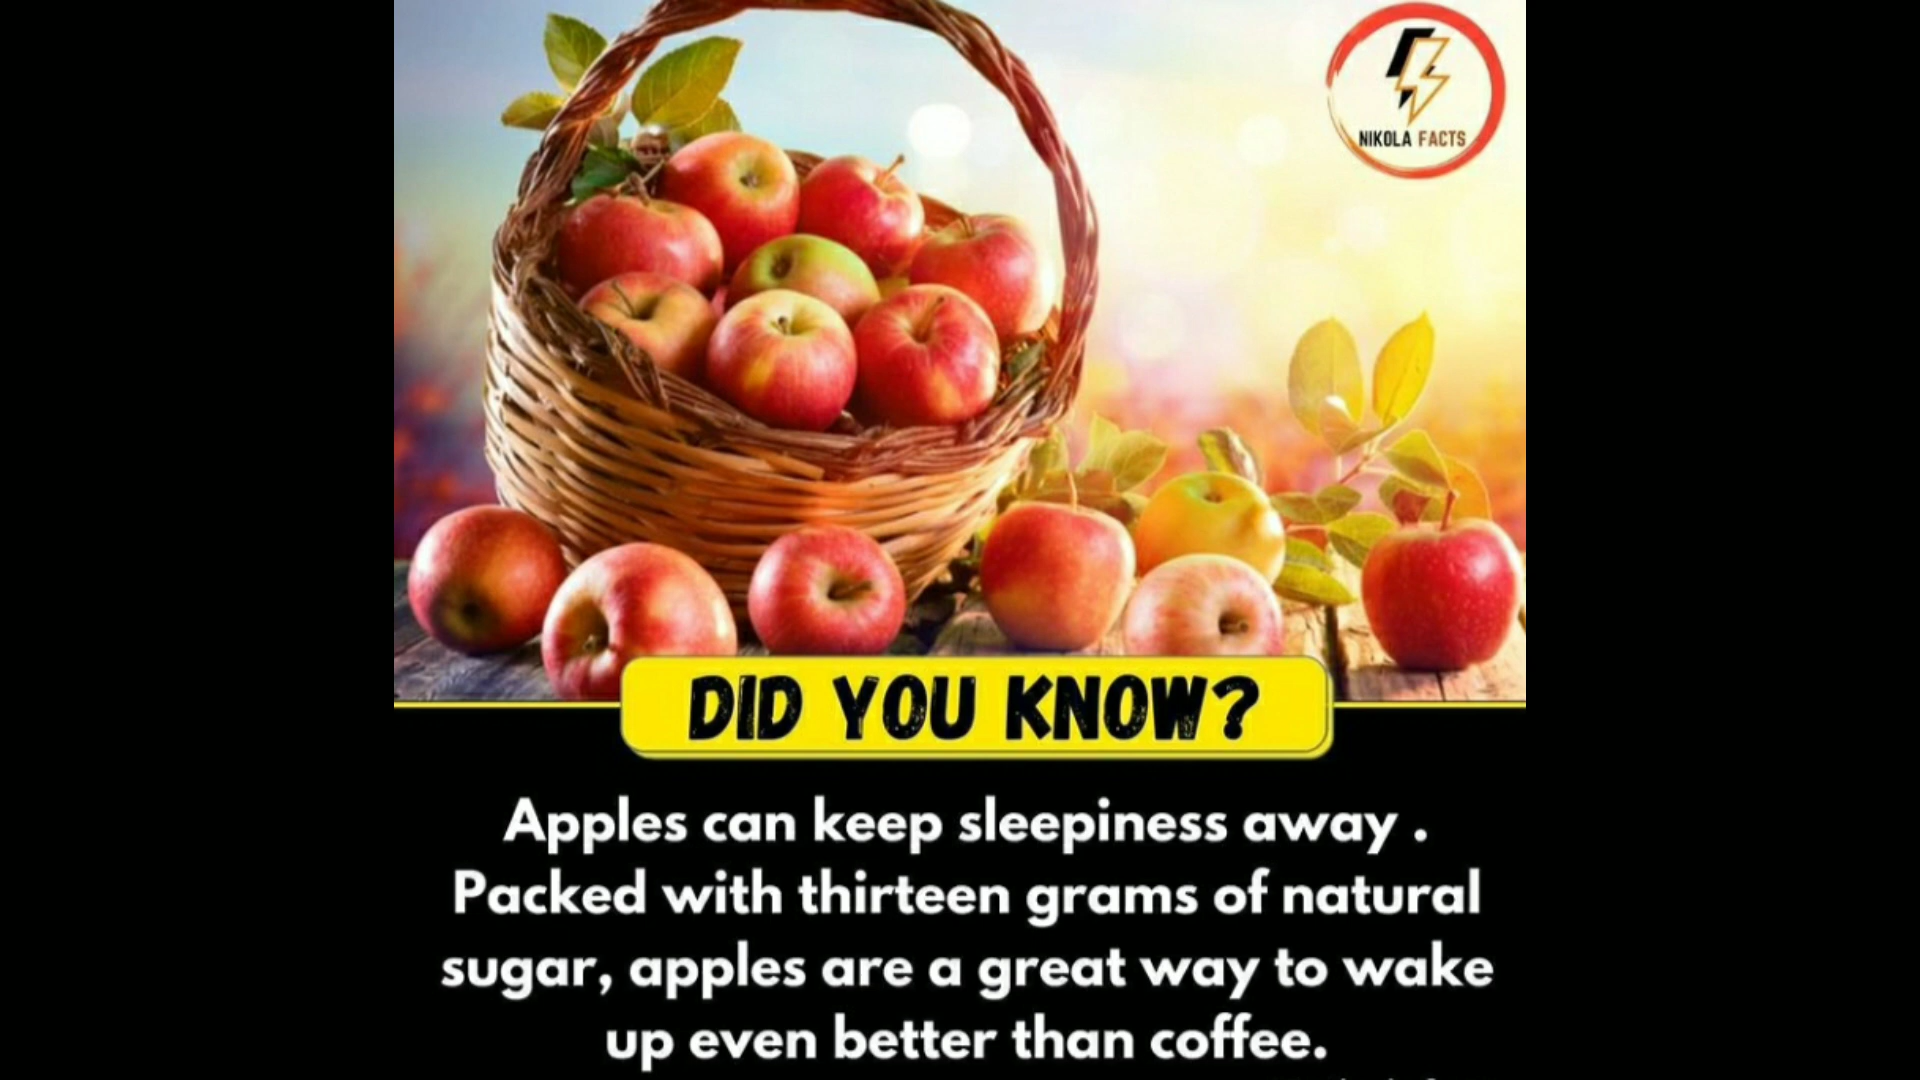 NIKOLA FACTS
DID YOU KNOW?
Apples can keep sleepiness away .
Packed with thirteen grams of natural
sugar, apples are a great way to wake
up even better than coffee.